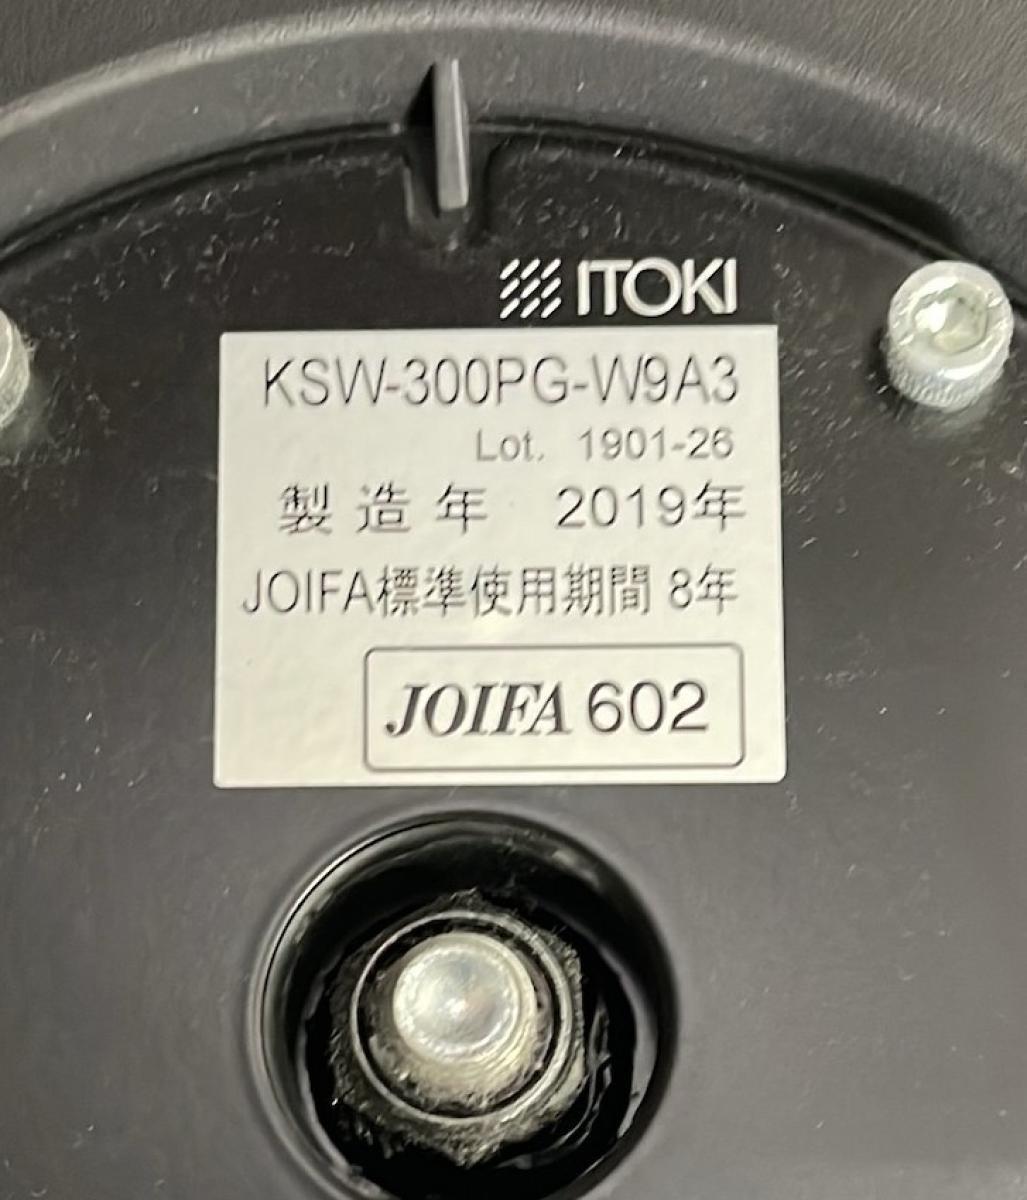 ITOKI
KSW-300PG-W9A3
Lot. 1901-26
製造年 2019年
JOIFA標準使用期間 8年
JOIFA 602